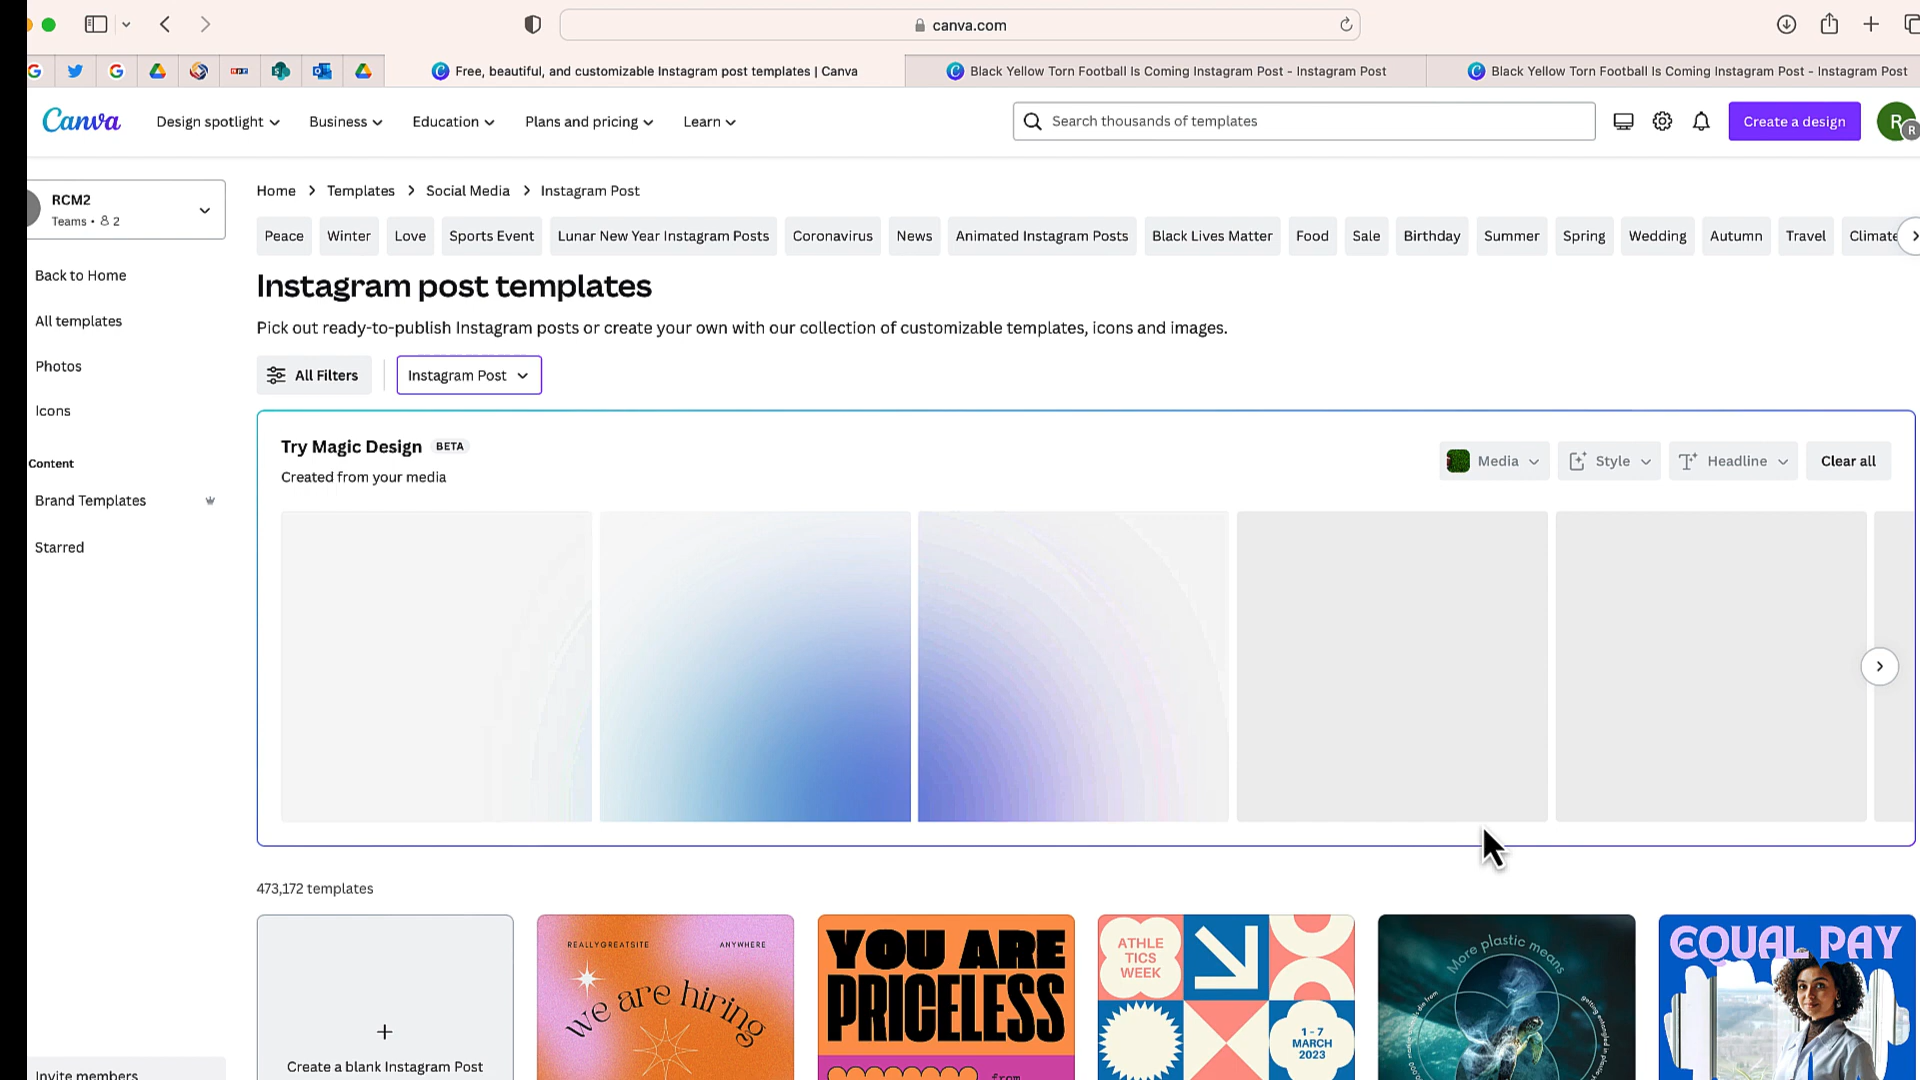 canva.com
Free, beautiful, and customizable Instagram post templates | Canva
Black Yellow Torn Football Is Coming Instagram Post - Instagram Post
Black Yellow Torn Football Is Coming Instagram Post - Instagram Post
Canva
Design spotlight
Business
Education
Plans and pricing
Learn
Search thousands of templates
Create a design
R
R
RCM2
Teams • 2
Back to Home
All templates
Photos
Icons
Content
Brand Templates
Starred
Invite members
Home > Templates > Social Media > Instagram Post
Peace
Winter
Love
Sports Event
Lunar New Year Instagram Posts
Coronavirus
News
Animated Instagram Posts
Black Lives Matter
Food
Sale
Birthday
Summer
Spring
Wedding
Autumn
Travel
Climate
Instagram post templates
Pick out ready-to-publish Instagram posts or create your own with our collection of customizable templates, icons and images.
All Filters
Instagram Post
Try Magic Design BETA
Created from your media
Media
Style
Headline
Clear all
473,172 templates
Create a blank Instagram Post
REALLYGREATSITE
ANYWHERE
we are hiring
YOU ARE
PRICELESS
from
ATHLE
TICS
WEEK
1 - 7
MARCH
2023
More plastic means
EQUAL PAY